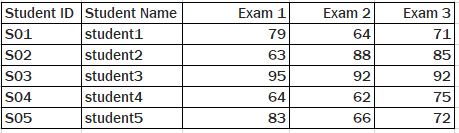 Student ID Student Name Exam 1 Exam 2 Exam 3
S01 student1 79 64 71
S02 student2 63 88 85
S03 student3 95 92 92
S04 student4 64 62 75
S05 student5 83 66 72